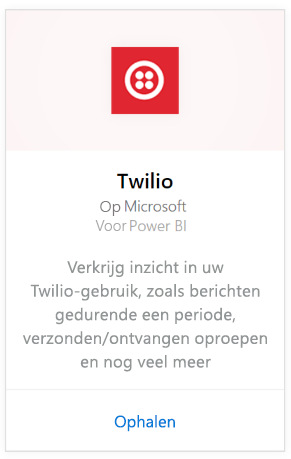 Twilio
Op Microsoft
Voor Power BI
Verkrijg inzicht in uw
Twilio-gebruik, zoals berichten
gedurende een periode,
verzonden/ontvangen oproepen
en nog veel meer
Ophalen